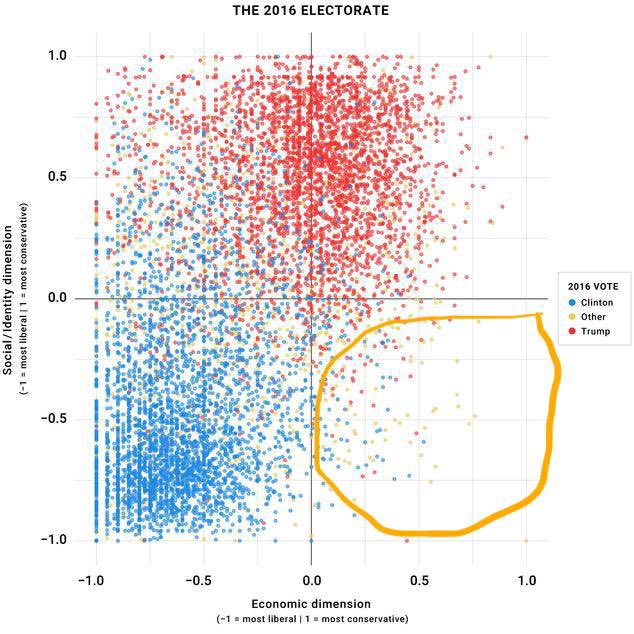 THE 2016 ELECTORATE
1.0
0.5
0.0
−0.5
−1.0
Social / Identity dimension
(−1 = most liberal | 1 = most conservative)
2016 VOTE
Clinton
Other
Trump
−1.0 −0.5 0.0 0.5 1.0
Economic dimension
(−1 = most liberal | 1 = most conservative)